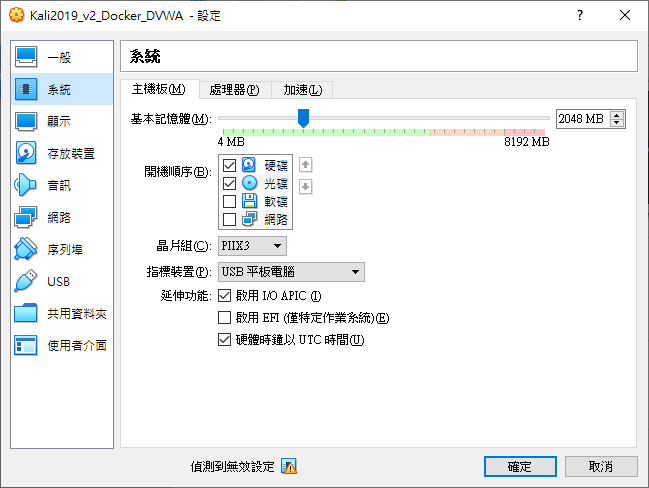 Kali2019_v2_Docker_DVWA - 設定
一般
系統
顯示
存放裝置
音訊
網路
序列埠
USB
共用資料夾
使用者介面
系統
主機板(M) 處理器(P) 加速(L)
基本記憶體(M): 2048 MB
4 MB 8192 MB
開機順序(B): 硬碟
光碟
軟碟
網路
晶片組(C): PIIX3
指標裝置(P): USB 平板電腦
延伸功能: 啟用 I/O APIC (I)
啟用 EFI (僅特定作業系統)(E)
硬體時鐘以 UTC 時間(U)
偵測到無效設定 確定 取消